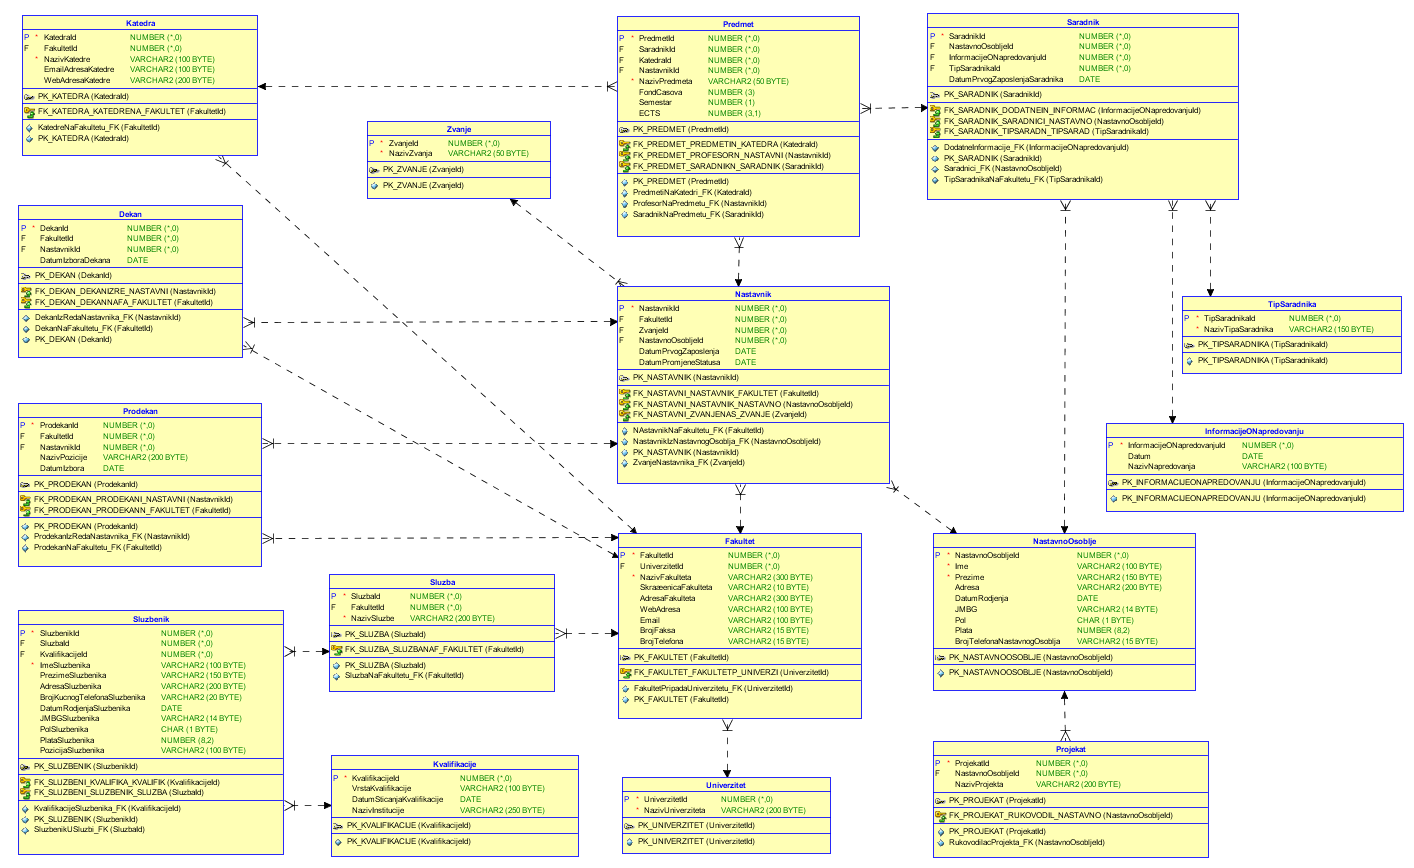 Katedra
P * KatedraId NUMBER (*,0)
F FakultetId NUMBER (*,0)
* NazivKatedre VARCHAR2 (100 BYTE)
EmailAdresaKatedre VARCHAR2 (100 BYTE)
WebAdresaKatedre VARCHAR2 (200 BYTE)
PK_KATEDRA (KatedraId)
FK_KATEDRA_KATEDRENA_FAKULTET (FakultetId)
KatedreNaFakultetu_FK (FakultetId)
PK_KATEDRA (KatedraId)
Predmet
P * PredmetId NUMBER (*,0)
F SaradnikId NUMBER (*,0)
F KatedraId NUMBER (*,0)
F NastavnikId NUMBER (*,0)
* NazivPredmeta VARCHAR2 (50 BYTE)
FondCasova NUMBER (3)
Semestar NUMBER (1)
ECTS NUMBER (3,1)
PK_PREDMET (PredmetId)
FK_PREDMET_PREDMETIN_KATEDRA (KatedraId)
FK_PREDMET_PROFESORN_NASTAVNI (NastavnikId)
FK_PREDMET_SARADNIKN_SARADNIK (SaradnikId)
PK_PREDMET (PredmetId)
PredmetiNaKatedri_FK (KatedraId)
ProfesorNaPredmetu_FK (NastavnikId)
SaradnikNaPredmetu_FK (SaradnikId)
Saradnik
P * SaradnikId NUMBER (*,0)
F NastavnoOsobljeId NUMBER (*,0)
F InformacijeONapredovanjuId NUMBER (*,0)
F TipSaradnikaId NUMBER (*,0)
DatumPrvogZaposlenjaSaradnika DATE
PK_SARADNIK (SaradnikId)
FK_SARADNIK_DODATNEIN_INFORMAC (InformacijeONapredovanjuId)
FK_SARADNIK_SARADNICI_NASTAVNO (NastavnoOsobljeId)
FK_SARADNIK_TIPSARADN_TIPSARAD (TipSaradnikaId)
DodatneInformacije_FK (InformacijeONapredovanjuId)
PK_SARADNIK (SaradnikId)
Saradnici_FK (NastavnoOsobljeId)
TipSaradnikaNaFakultetu_FK (TipSaradnikaId)
Zvanje
P * ZvanjeId NUMBER (*,0)
* NazivZvanja VARCHAR2 (50 BYTE)
PK_ZVANJE (ZvanjeId)
PK_ZVANJE (ZvanjeId)
Dekan
P * DekanId NUMBER (*,0)
F FakultetId NUMBER (*,0)
F NastavnikId NUMBER (*,0)
DatumIzboraDekana DATE
PK_DEKAN (DekanId)
FK_DEKAN_DEKANIZRE_NASTAVNI (NastavnikId)
FK_DEKAN_DEKANNAFA_FAKULTET (FakultetId)
DekanIzRedaNastavnika_FK (NastavnikId)
DekanNaFakultetu_FK (FakultetId)
PK_DEKAN (DekanId)
Nastavnik
P * NastavnikId NUMBER (*,0)
F FakultetId NUMBER (*,0)
F ZvanjeId NUMBER (*,0)
F NastavnoOsobljeId NUMBER (*,0)
DatumPrvogZaposlenja DATE
DatumPromjeneStatusa DATE
PK_NASTAVNIK (NastavnikId)
FK_NASTAVNI_NASTAVNIK_FAKULTET (FakultetId)
FK_NASTAVNI_NASTAVNIK_NASTAVNO (NastavnoOsobljeId)
FK_NASTAVNI_ZVANJENAS_ZVANJE (ZvanjeId)
NAstavnikNaFakultetu_FK (FakultetId)
NastavnikIzNastavnogOsoblja_FK (NastavnoOsobljeId)
PK_NASTAVNIK (NastavnikId)
ZvanjeNastavnika_FK (ZvanjeId)
TipSaradnika
P * TipSaradnikaId NUMBER (*,0)
* NazivTipaSaradnika VARCHAR2 (150 BYTE)
PK_TIPSARADNIKA (TipSaradnikaId)
PK_TIPSARADNIKA (TipSaradnikaId)
Prodekan
P * ProdekanId NUMBER (*,0)
F FakultetId NUMBER (*,0)
F NastavnikId NUMBER (*,0)
NazivPozicije VARCHAR2 (200 BYTE)
DatumIzbora DATE
PK_PRODEKAN (ProdekanId)
FK_PRODEKAN_PRODEKANI_NASTAVNI (NastavnikId)
FK_PRODEKAN_PRODEKANN_FAKULTET (FakultetId)
PK_PRODEKAN (ProdekanId)
ProdekanIzRedaNastavnika_FK (NastavnikId)
ProdekanNaFakultetu_FK (FakultetId)
InformacijeONapredovanju
P * InformacijeONapredovanjuId NUMBER (*,0)
Datum DATE
NazivNapredovanja VARCHAR2 (100 BYTE)
PK_INFORMACIJEONAPREDOVANJU (InformacijeONapredovanjuId)
PK_INFORMACIJEONAPREDOVANJU (InformacijeONapredovanjuId)
Fakultet
P * FakultetId NUMBER (*,0)
F UniverzitetId NUMBER (*,0)
* NazivFakulteta VARCHAR2 (300 BYTE)
SkraæenicaFakulteta VARCHAR2 (10 BYTE)
AdresaFakulteta VARCHAR2 (300 BYTE)
WebAdresa VARCHAR2 (100 BYTE)
Email VARCHAR2 (100 BYTE)
BrojFaksa VARCHAR2 (15 BYTE)
BrojTelefona VARCHAR2 (15 BYTE)
PK_FAKULTET (FakultetId)
FK_FAKULTET_FAKULTETP_UNIVERZI (UniverzitetId)
FakultetPripadaUniverzitetu_FK (UniverzitetId)
PK_FAKULTET (FakultetId)
NastavnoOsoblje
P * NastavnoOsobljeId NUMBER (*,0)
* Ime VARCHAR2 (100 BYTE)
* Prezime VARCHAR2 (150 BYTE)
Adresa VARCHAR2 (200 BYTE)
DatumRodjenja DATE
JMBG VARCHAR2 (14 BYTE)
Pol CHAR (1 BYTE)
Plata NUMBER (8,2)
BrojTelefonaNastavnogOsoblja VARCHAR2 (15 BYTE)
PK_NASTAVNOOSOBLJE (NastavnoOsobljeId)
PK_NASTAVNOOSOBLJE (NastavnoOsobljeId)
Sluzba
P * SluzbaId NUMBER (*,0)
F FakultetId NUMBER (*,0)
* NazivSluzbe VARCHAR2 (200 BYTE)
PK_SLUZBA (SluzbaId)
FK_SLUZBA_SLUZBANAF_FAKULTET (FakultetId)
PK_SLUZBA (SluzbaId)
SluzbaNaFakultetu_FK (FakultetId)
Sluzbenik
P * SluzbenikId NUMBER (*,0)
F SluzbaId NUMBER (*,0)
F KvalifikacijeId NUMBER (*,0)
* ImeSluzbenika VARCHAR2 (100 BYTE)
PrezimeSluzbenika VARCHAR2 (150 BYTE)
AdresaSluzbenika VARCHAR2 (200 BYTE)
BrojKucnogTelefonaSluzbenika VARCHAR2 (20 BYTE)
DatumRodjenjaSluzbenika DATE
JMBGSluzbenika VARCHAR2 (14 BYTE)
PolSluzbenika CHAR (1 BYTE)
PlataSluzbenika NUMBER (8,2)
PozicijaSluzbenika VARCHAR2 (100 BYTE)
PK_SLUZBENIK (SluzbenikId)
FK_SLUZBENI_KVALIFIKA_KVALIFIK (KvalifikacijeId)
FK_SLUZBENI_SLUZBENIK_SLUZBA (SluzbaId)
KvalifikacijeSluzbenika_FK (KvalifikacijeId)
PK_SLUZBENIK (SluzbenikId)
SluzbenikUSluzbi_FK (SluzbaId)
Kvalifikacije
P * KvalifikacijeId NUMBER (*,0)
VrstaKvalifikacije VARCHAR2 (100 BYTE)
DatumSticanjaKvalifikacije DATE
NazivInstitucije VARCHAR2 (250 BYTE)
PK_KVALIFIKACIJE (KvalifikacijeId)
PK_KVALIFIKACIJE (KvalifikacijeId)
Univerzitet
P * UniverzitetId NUMBER (*,0)
* NazivUniverziteta VARCHAR2 (200 BYTE)
PK_UNIVERZITET (UniverzitetId)
PK_UNIVERZITET (UniverzitetId)
Projekat
P * ProjekatId NUMBER (*,0)
F NastavnoOsobljeId NUMBER (*,0)
NazivProjekta VARCHAR2 (200 BYTE)
PK_PROJEKAT (ProjekatId)
FK_PROJEKAT_RUKOVODIL_NASTAVNO (NastavnoOsobljeId)
PK_PROJEKAT (ProjekatId)
RukovodilacProjekta_FK (NastavnoOsobljeId)